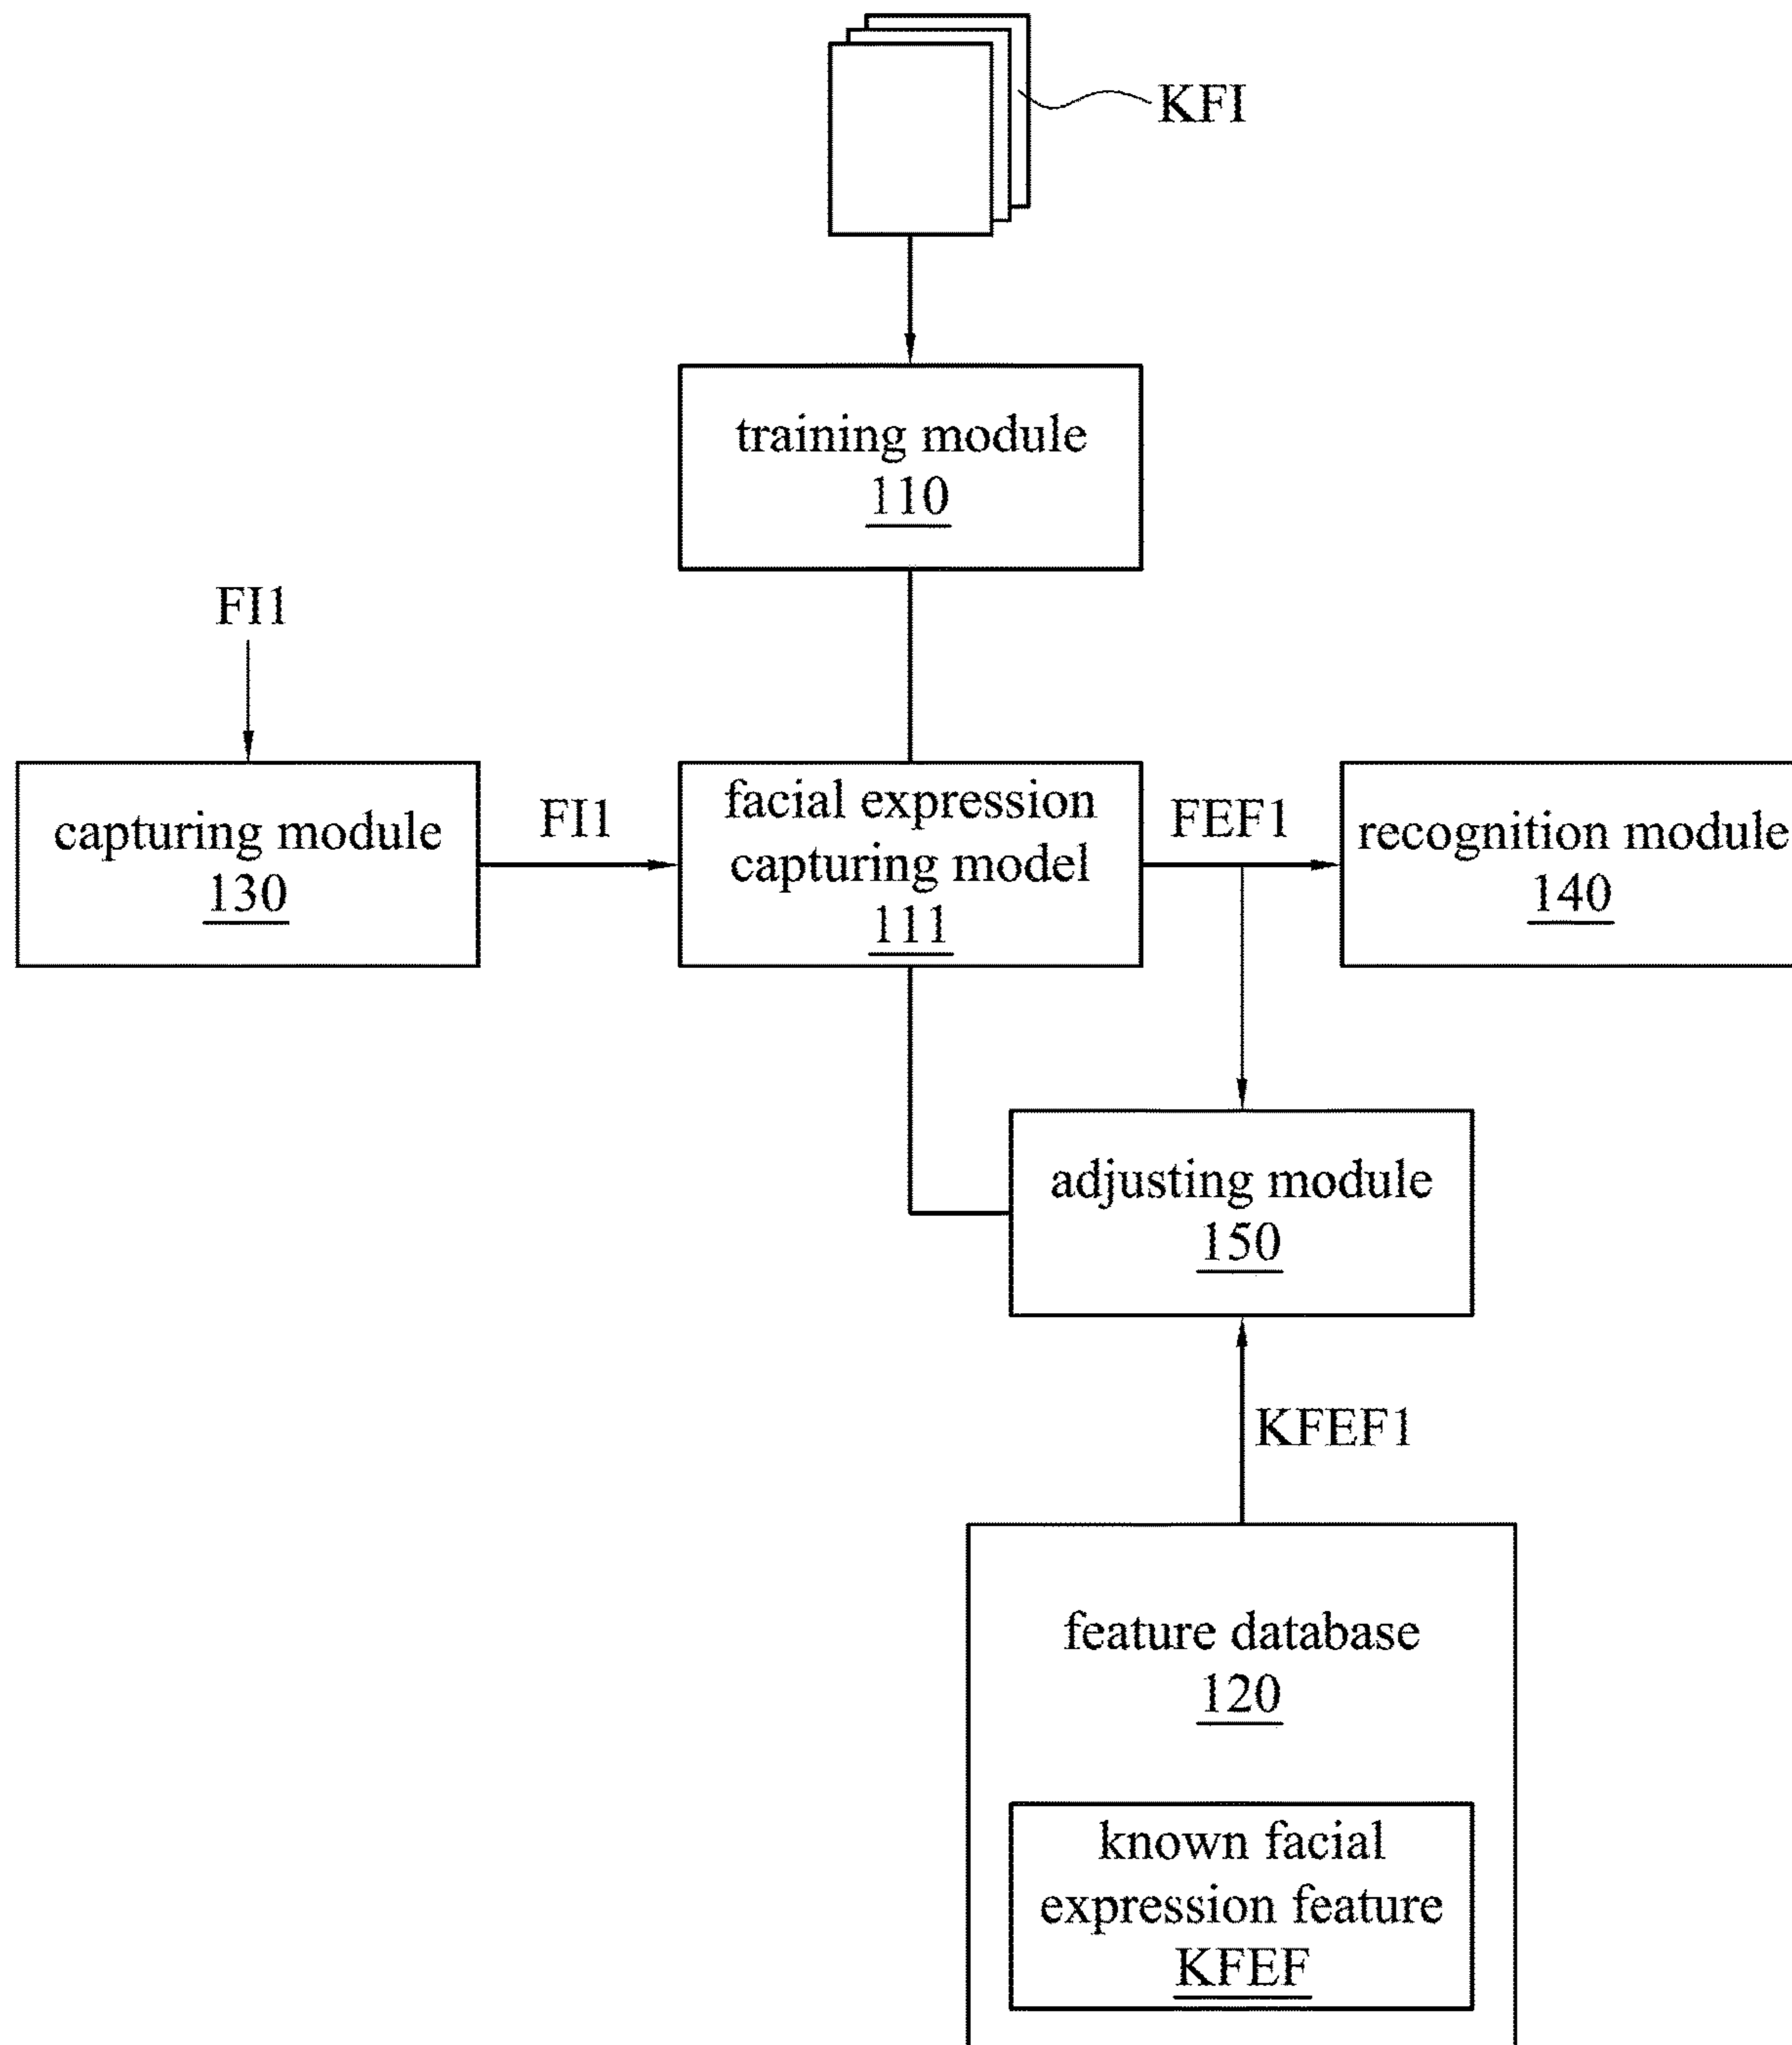 KFI
training module
110
FI1
capturing module
130
FI1
facial expression
capturing model
111
FEF1
recognition module
140
adjusting module
150
KFEF1
feature database
120
known facial
expression feature
KFEF